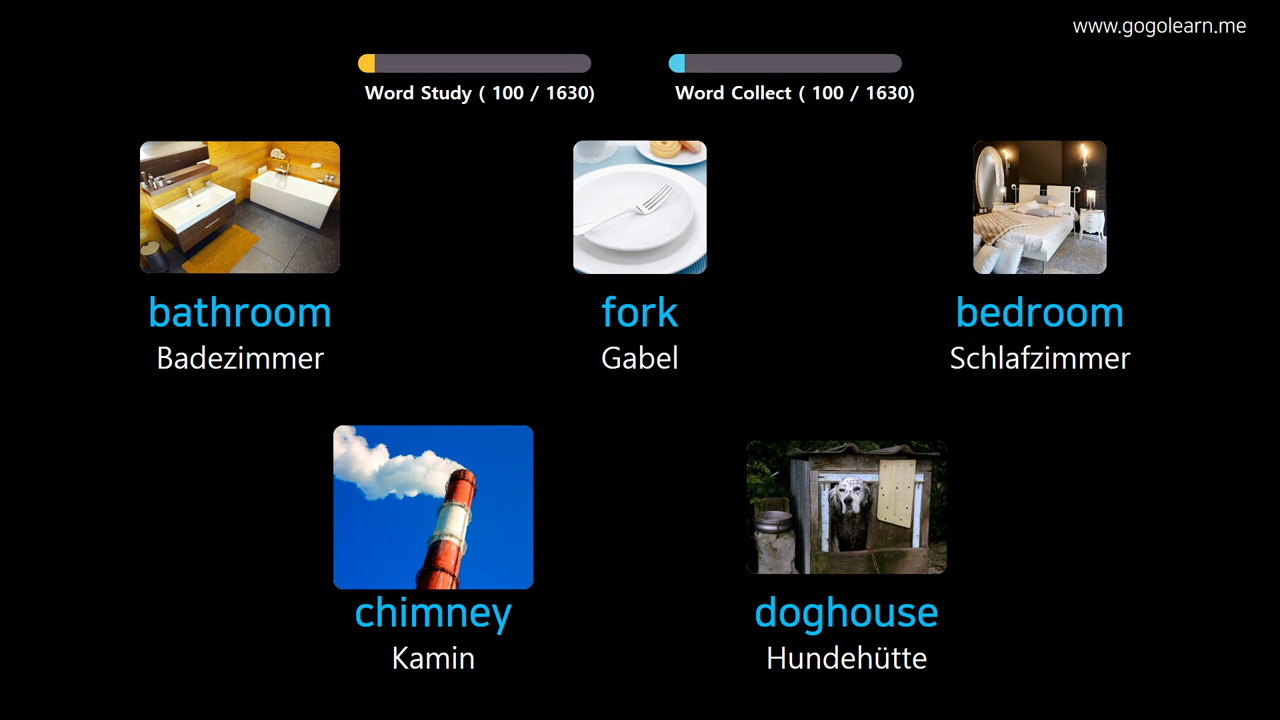 www.gogolearn.me
Word Study ( 100 / 1630)
Word Collect ( 100 / 1630)
bathroom
Badezimmer
fork
Gabel
bedroom
Schlafzimmer
chimney
Kamin
doghouse
Hundehütte